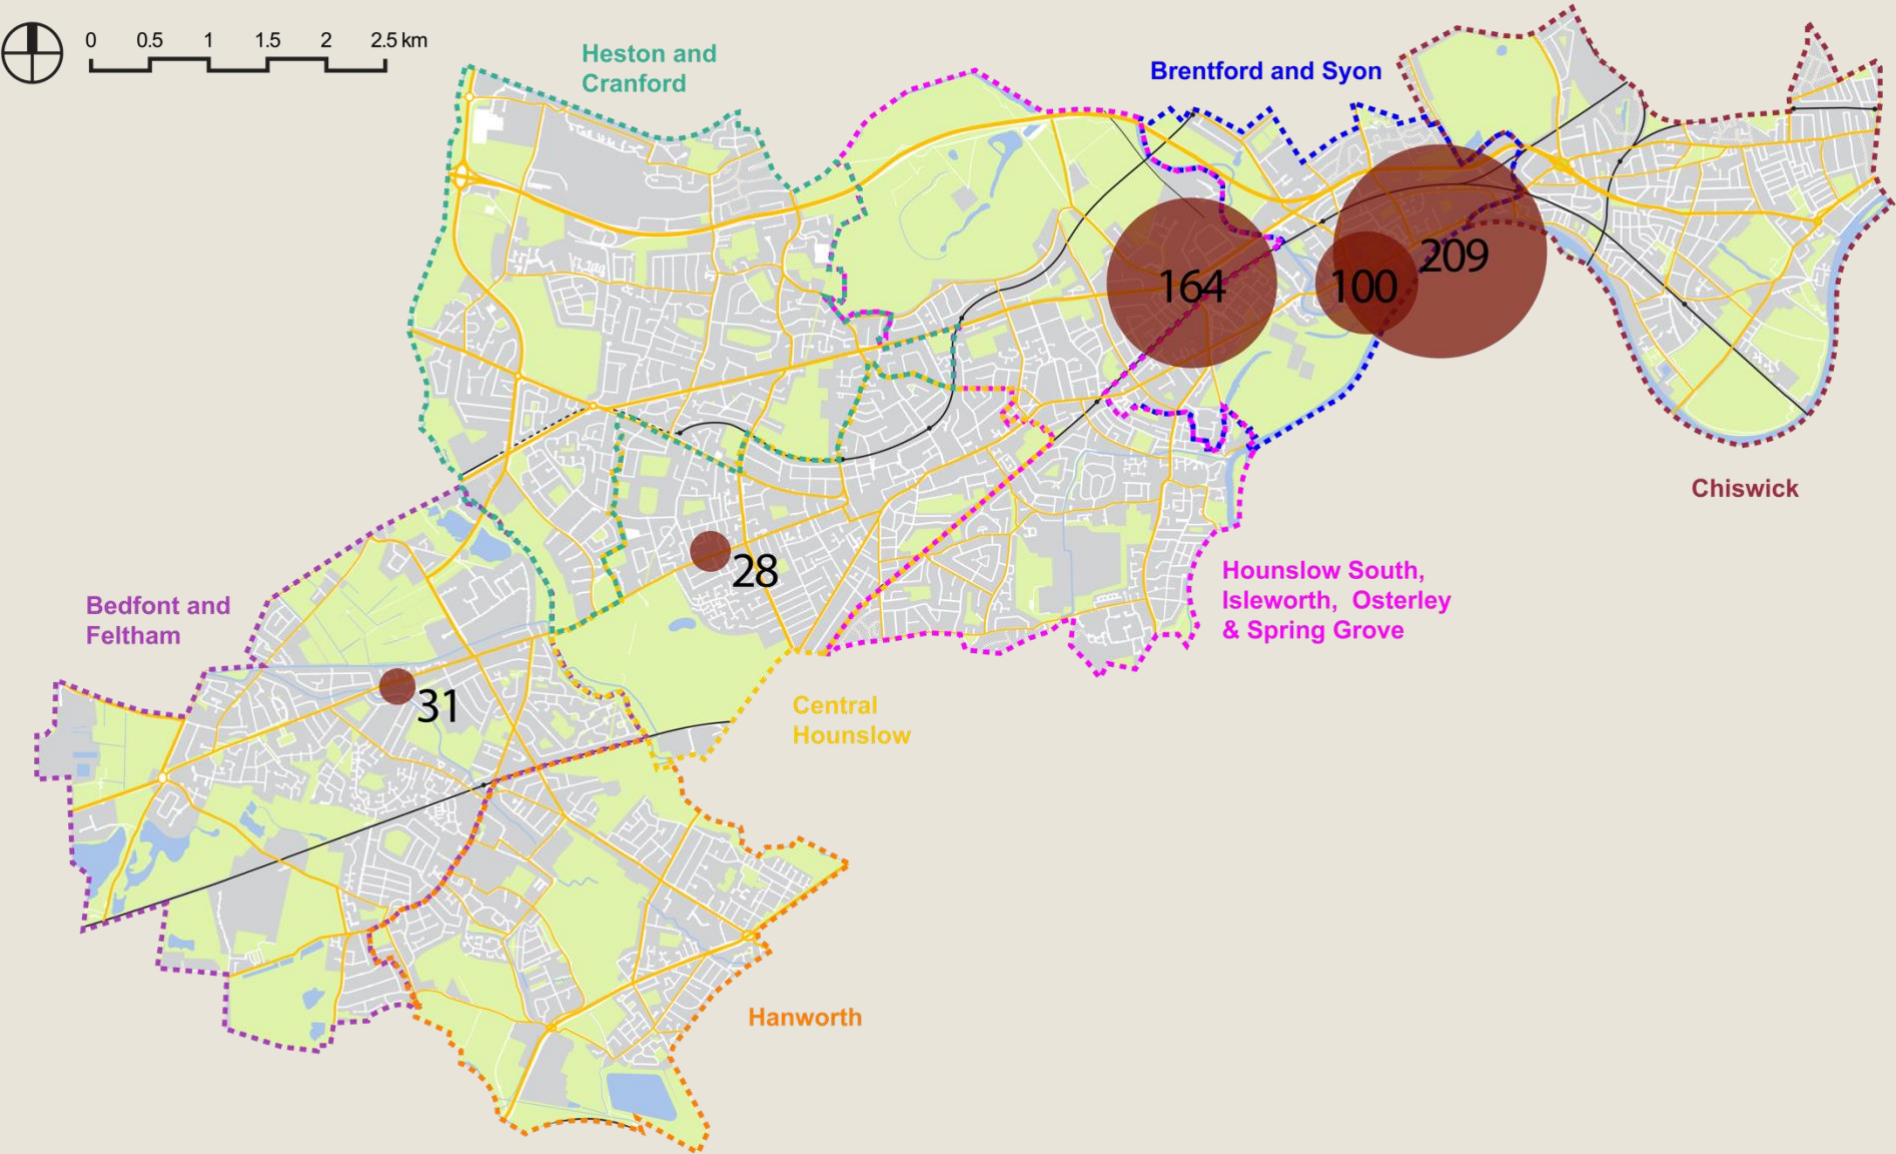 0 0.5 1 1.5 2 2.5 km
Heston and
Cranford
Brentford and Syon
209
164
100
Chiswick
28
Hounslow South,
Isleworth, Osterley
& Spring Grove
Bedfont and
Feltham
31
Central
Hounslow
Hanworth